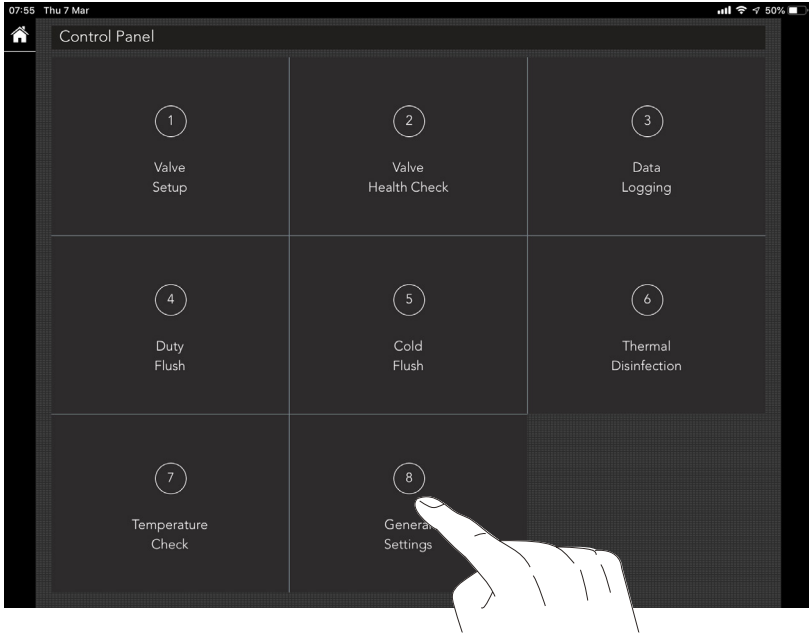 07:55 Thu 7 Mar 50%
Control Panel
1
Valve
Setup
2
Valve
Health Check
3
Data
Logging
4
Duty
Flush
5
Cold
Flush
6
Thermal
Disinfection
7
Temperature
Check
8
General
Settings